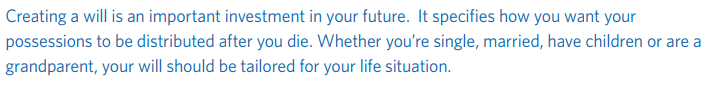 Creating a will is an important investment in your future.  It specifies how you want your
possessions to be distributed after you die. Whether you’re single, married, have children or are a
grandparent, your will should be tailored for your life situation.